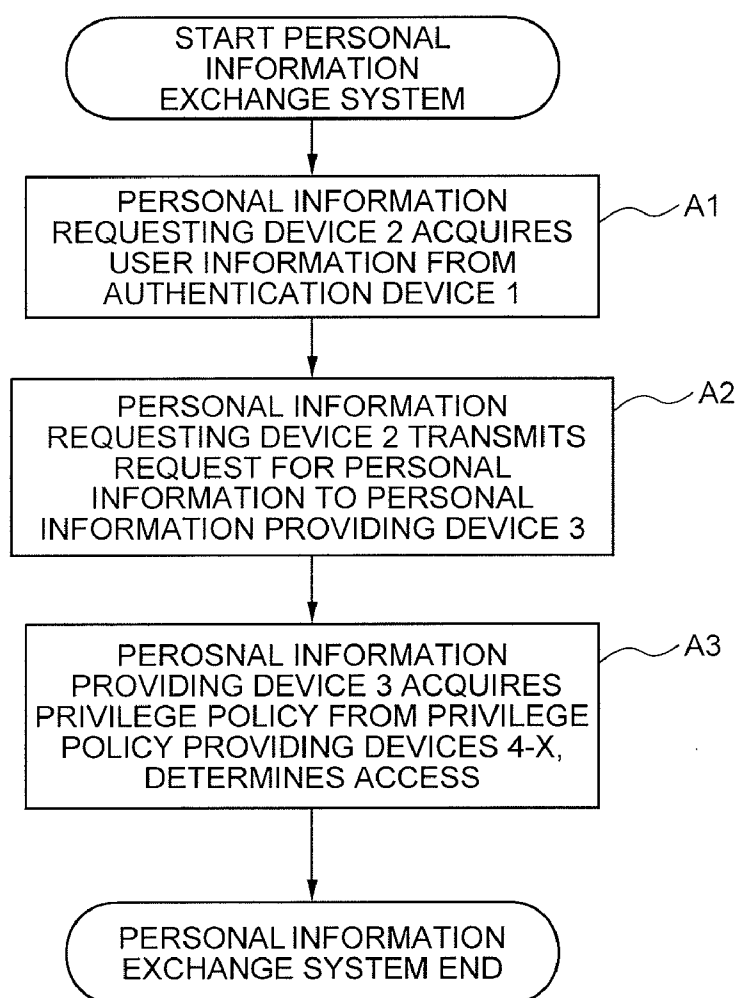 START PERSONAL
INFORMATION
EXCHANGE SYSTEM
PERSONAL INFORMATION
REQUESTING DEVICE 2 ACQUIRES
USER INFORMATION FROM
AUTHENTICATION DEVICE 1
A1
PERSONAL INFORMATION
REQUESTING DEVICE 2 TRANSMITS
REQUEST FOR PERSONAL
INFORMATION TO PERSONAL
INFORMATION PROVIDING DEVICE 3
A2
PEROSNAL INFORMATION
PROVIDING DEVICE 3 ACQUIRES
PRIVILEGE POLICY FROM PRIVILEGE
POLICY PROVIDING DEVICES 4-X,
DETERMINES ACCESS
A3
PERSONAL INFORMATION
EXCHANGE SYSTEM END